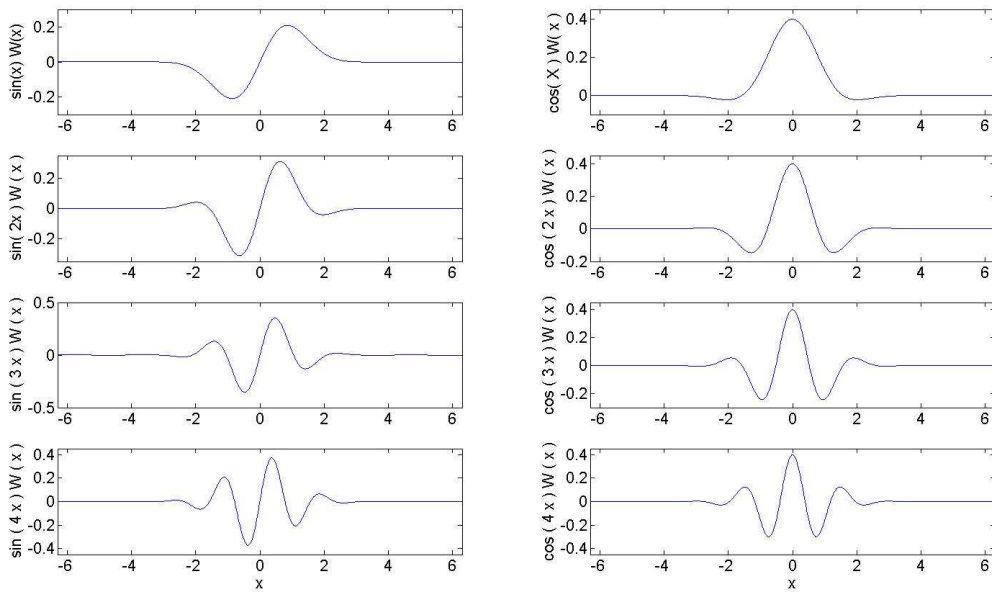 sin(x) W(x)
0.2
0
-0.2
-6 -4 -2 0 2 4 6
cos( X ) W( x )
0.4
0.2
0
-6 -4 -2 0 2 4 6
sin( 2x ) W ( x )
0.2
0
-0.2
-6 -4 -2 0 2 4 6
cos ( 2 x ) W ( x )
0.4
0.2
0
-0.2
-6 -4 -2 0 2 4 6
sin ( 3 x ) W ( x )
0.5
0
-0.5
-6 -4 -2 0 2 4 6
cos ( 3 x ) W ( x )
0.4
0.2
0
-0.2
-6 -4 -2 0 2 4 6
sin ( 4 x ) W ( x )
0.4
0.2
0
-0.2
-0.4
-6 -4 -2 0 2 4 6
x
cos ( 4 x ) W ( x )
0.4
0.2
0
-0.2
-0.4
-6 -4 -2 0 2 4 6
x